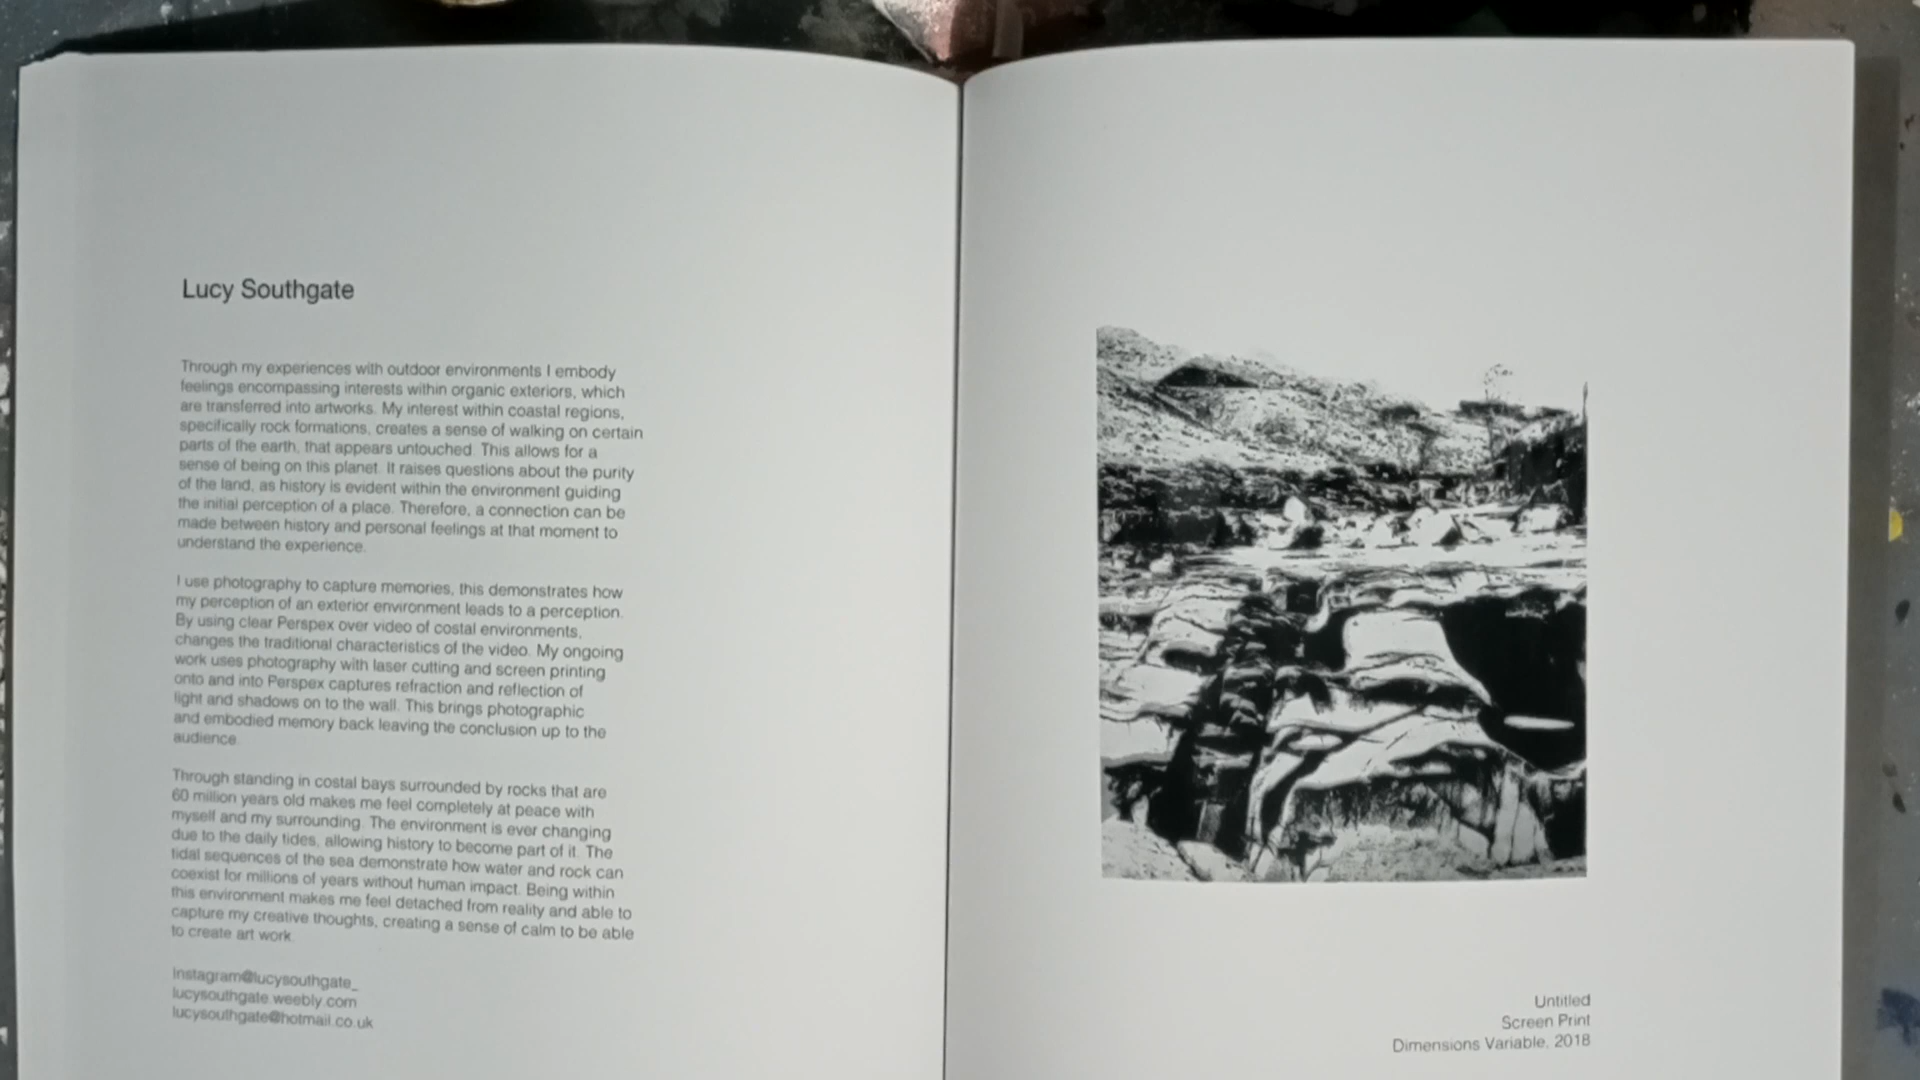 Lucy Southgate
Through my experiences with outdoor environments I embody
feelings encompassing interests within organic exteriors, which
are transferred into artworks. My interest within coastal regions,
specifically rock formations, creates a sense of walking on certain
parts of the earth, that appears untouched. This allows for a
sense of being on this planet. It raises questions about the purity
of the land, as history is evident within the environment guiding
the initial perception of a place. Therefore, a connection can be
made between history and personal feelings at that moment to
understand the experience.
I use photography to capture memories, this demonstrates how
my perception of an exterior environment leads to a perception.
By using clear Perspex over video of costal environments,
changes the traditional characteristics of the video. My ongoing
work uses photography with laser cutting and screen printing
onto and into Perspex captures refraction and reflection of
light and shadows on to the wall. This brings photographic
and embodied memory back leaving the conclusion up to the
audience.
Through standing in costal bays surrounded by rocks that are
60 million years old makes me feel completely at peace with
myself and my surrounding. The environment is ever changing
due to the daily tides, allowing history to become part of it. The
tidal sequences of the sea demonstrate how water and rock can
coexist for millions of years without human impact. Being within
this environment makes me feel detached from reality and able to
capture my creative thoughts, creating a sense of calm to be able
to create art work.
Instagram@lucysouthgate_
lucysouthgate.weebly.com
lucysouthgate@hotmail.co.uk
Untitled
Screen Print
Dimensions Variable, 2018